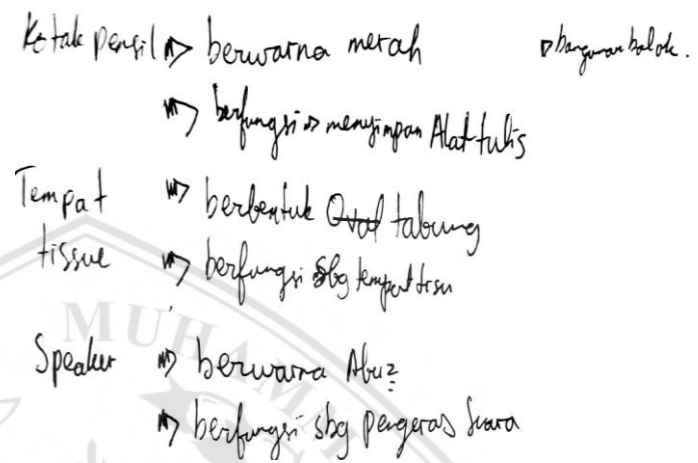 Kotak pensil => berwarna merah
=> bangunan balok.
=> berfungsi => menyimpan Alat tulis
Tempat tissue => berbentuk Oval tabung
=> berfungsi sbg tempat tisu
Speaker => berwarna Abu2
=> berfungsi sbg pengeras Suara
MUHAMM